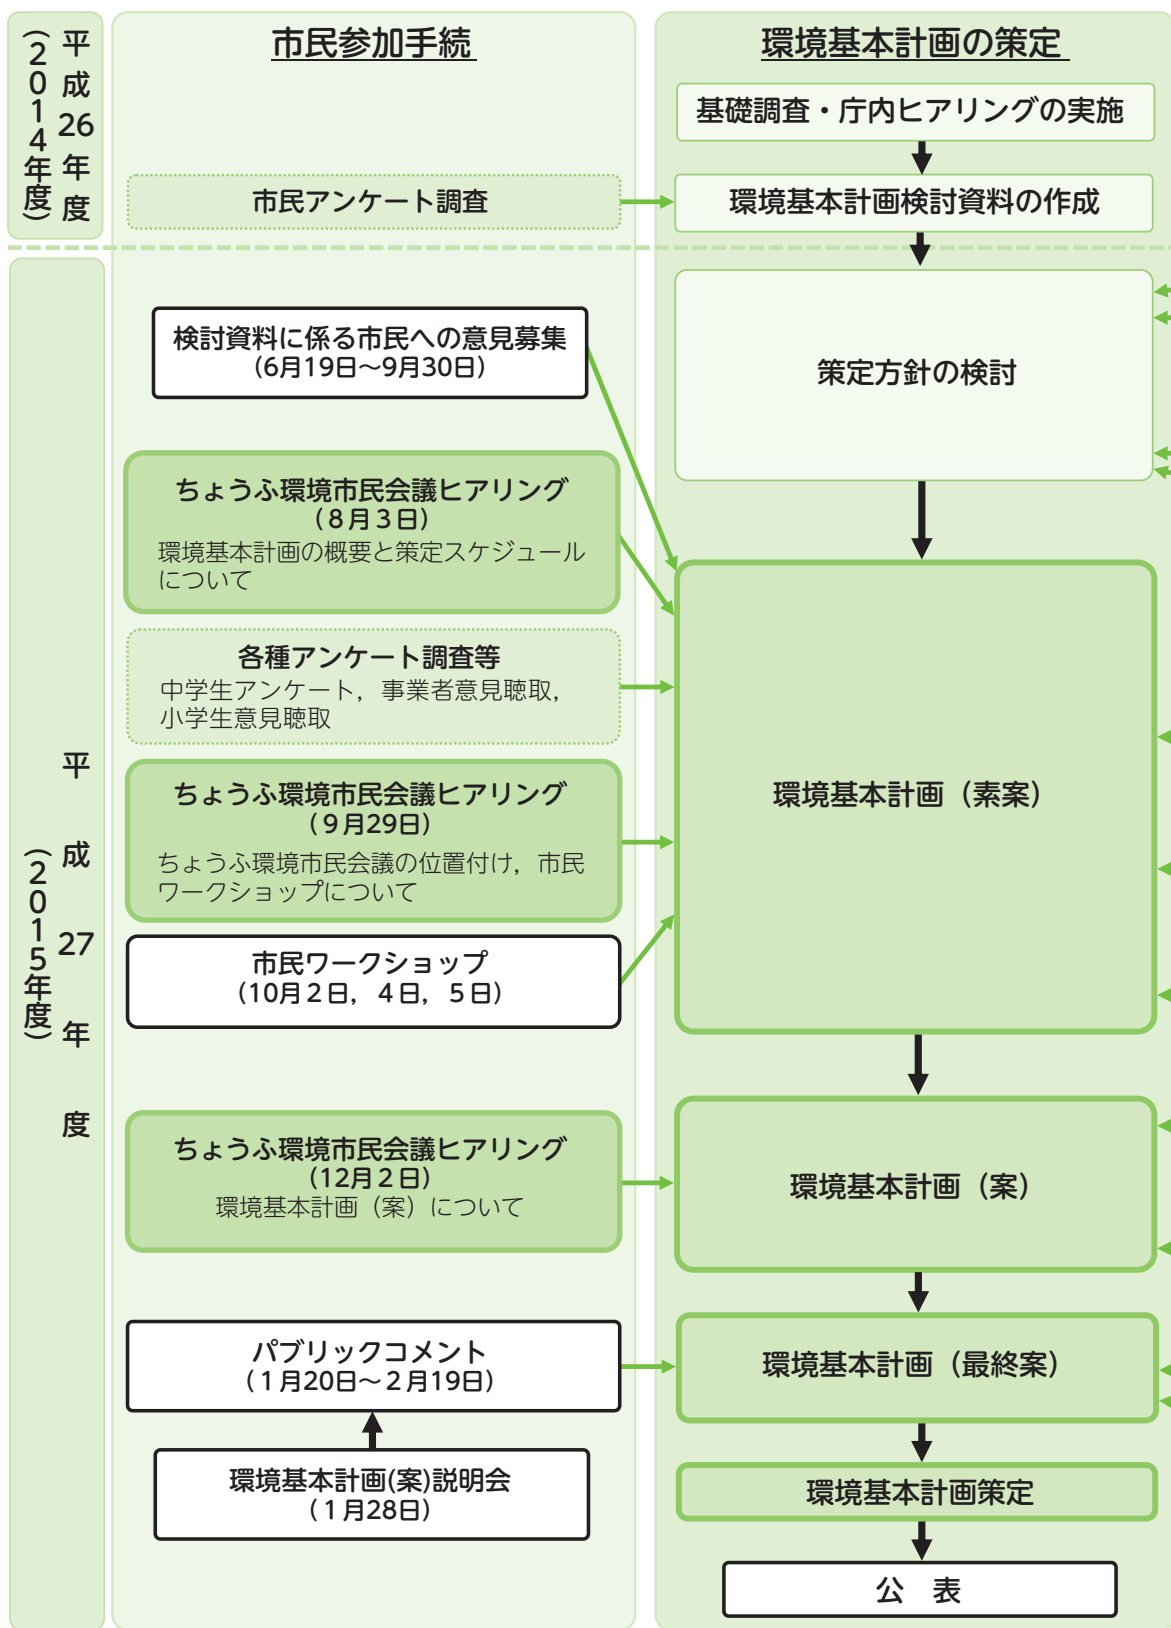 平成26年度
(2014年度)
市民参加手続
環境基本計画の策定
基礎調査・庁内ヒアリングの実施
市民アンケート調査
環境基本計画検討資料の作成
平成27年度
(2015年度)
検討資料に係る市民への意見募集
(6月19日～9月30日)
策定方針の検討
ちょうふ環境市民会議ヒアリング
(８月３日)
環境基本計画の概要と策定スケジュール
について
各種アンケート調査等
中学生アンケート，事業者意見聴取，
小学生意見聴取
ちょうふ環境市民会議ヒアリング
(９月29日)
ちょうふ環境市民会議の位置付け，市民
ワークショップについて
環境基本計画（素案）
市民ワークショップ
(10月２日，４日，５日)
ちょうふ環境市民会議ヒアリング
(12月２日)
環境基本計画（案）について
環境基本計画（案）
パブリックコメント
(１月20日～２月19日)
環境基本計画（最終案）
環境基本計画(案)説明会
(１月28日)
環境基本計画策定
公　表